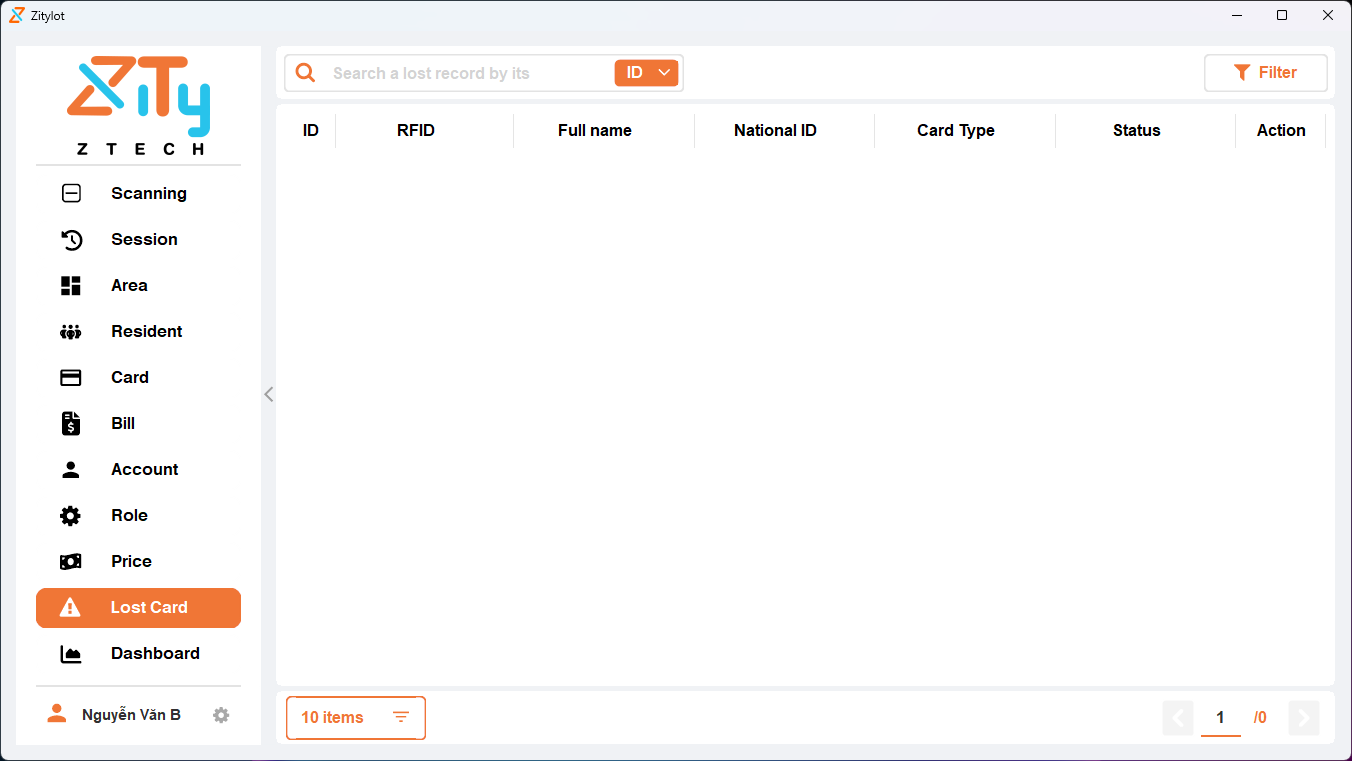 Zitylot
ZiTy
Z T E C H
Scanning
Session
Area
Resident
Card
Bill
Account
Role
Price
Lost Card
Dashboard
Nguyễn Văn B
Search a lost record by its
ID
Filter
ID RFID Full name National ID Card Type Status Action
10 items
1 /0